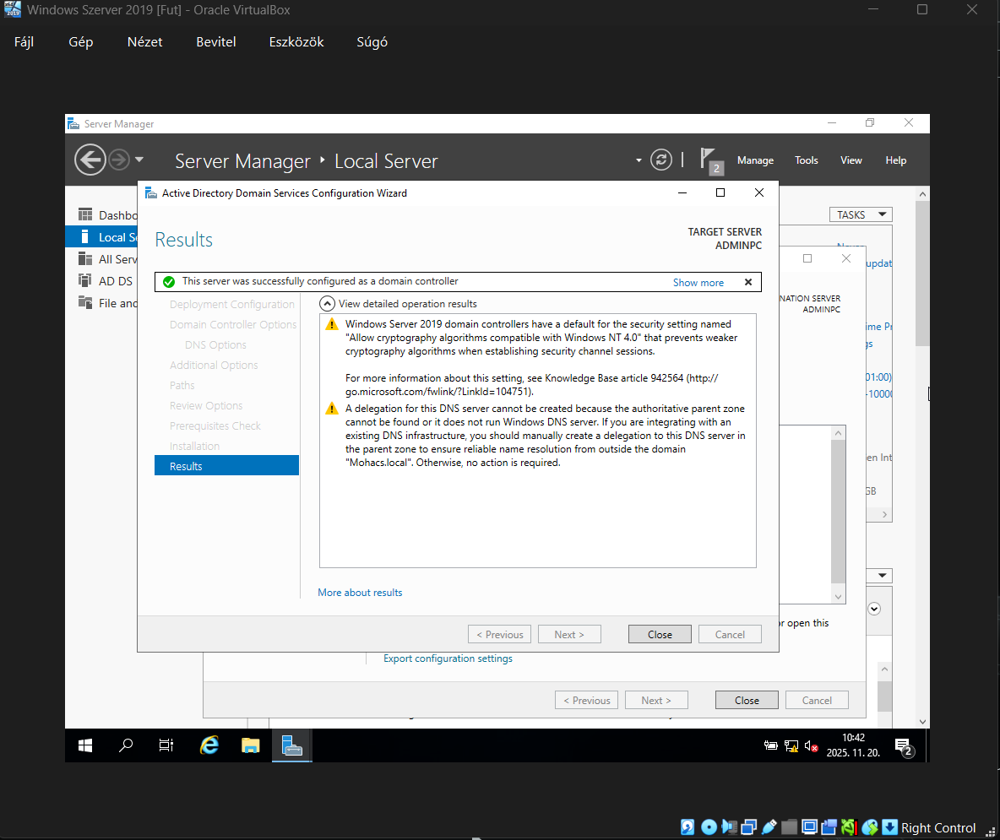 Windows Szerver 2019 [Fut] - Oracle VirtualBox
Fájl Gép Nézet Bevitel Eszközök Súgó
Server Manager
Server Manager Local Server
2 Manage Tools View Help
Active Directory Domain Services Configuration Wizard
Dashbo
Local Se
All Serv
AD DS
File and
TASKS
Results
TARGET SERVER
ADMINPC
This server was successfully configured as a domain controller Show more
Deployment Configuration
Domain Controller Options
DNS Options
Additional Options
Paths
Review Options
Prerequisites Check
Installation
Results
View detailed operation results
Windows Server 2019 domain controllers have a default for the security setting named
"Allow cryptography algorithms compatible with Windows NT 4.0" that prevents weaker
cryptography algorithms when establishing security channel sessions.
For more information about this setting, see Knowledge Base article 942564 (http://
go.microsoft.com/fwlink/?LinkId=104751).
A delegation for this DNS server cannot be created because the authoritative parent zone
cannot be found or it does not run Windows DNS server. If you are integrating with an
existing DNS infrastructure, you should manually create a delegation to this DNS server in
the parent zone to ensure reliable name resolution from outside the domain
"Mohacs.local". Otherwise, no action is required.
More about results
< Previous Next > Close Cancel
updat
NATION SERVER
ADMINPC
ime Pr
gs
01:00)
-10000
en Int
GB
or open this
Export configuration settings
< Previous Next > Close Cancel
10:42
2025. 11. 20.
2
Right Control